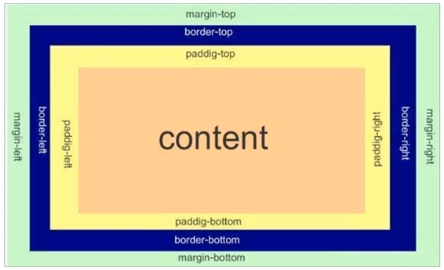 margin-top
border-top
paddig-top
margin-left
border-left
paddig-left
content
paddig-right
border-right
margin-right
paddig-bottom
border-bottom
margin-bottom